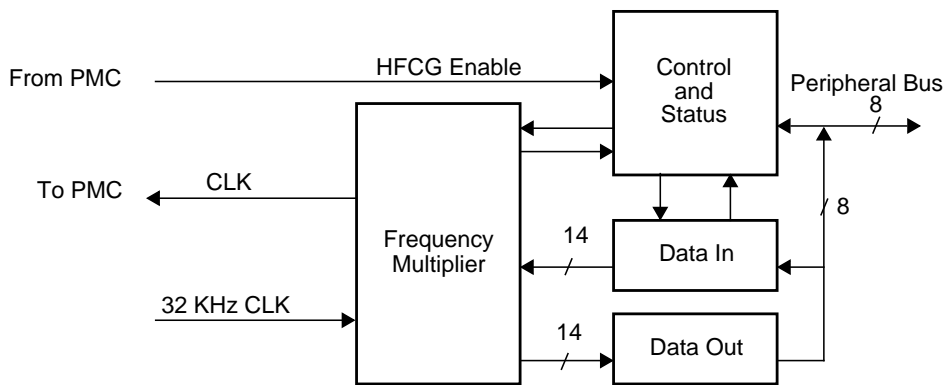 From PMC
HFCG Enable
Control
and
Status
Peripheral Bus
8
To PMC
CLK
8
Frequency
Multiplier
14
Data In
32 KHz CLK
14
Data Out